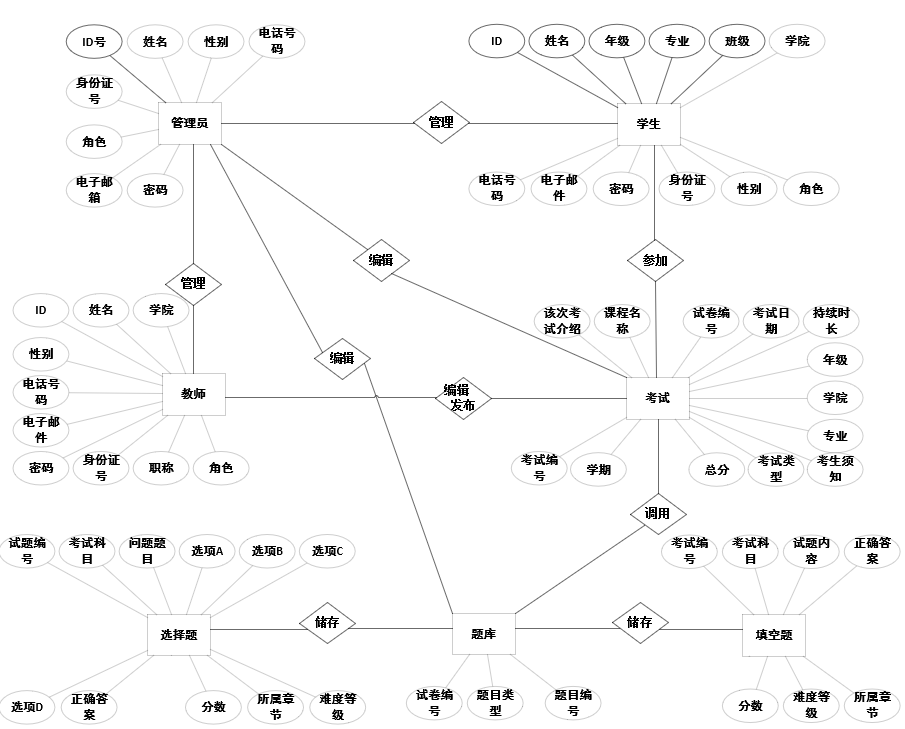 ID号
姓名
性别
电话号
码
ID
姓名
年级
专业
班级
学院
身份证
号
管理员
管理
学生
角色
电子邮
箱
密码
电话号
码
电子邮
件
密码
身份证
号
性别
角色
编辑
参加
管理
ID
姓名
学院
该次考
试介绍
课程名
称
试卷编
号
考试日
期
持续时
长
性别
编辑
年级
电话号
码
教师
编辑
发布
考试
学院
电子邮
件
专业
密码
身份证
号
职称
角色
考试编
号
学期
总分
考试类
型
考生须
知
调用
试题编
号
考试科
目
问题题
目
选项A
选项B
选项C
考试编
号
考试科
目
试题内
容
正确答
案
选择题
储存
题库
储存
填空题
选项D
正确答
案
分数
所属章
节
难度等
级
试卷编
号
题目类
型
题目编
号
分数
难度等
级
所属章
节